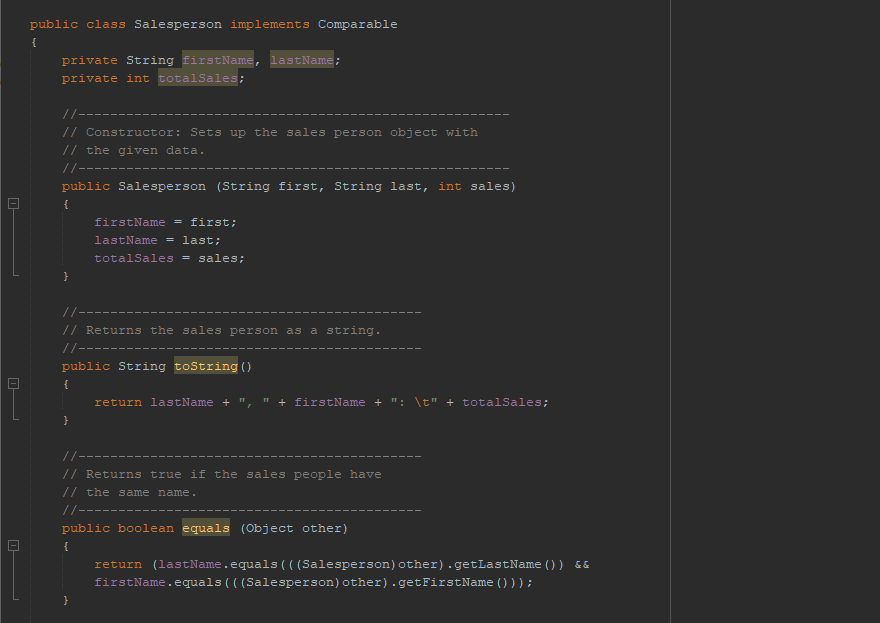 public class Salesperson implements Comparable
{
    private String firstName, lastName;
    private int totalSales;

    //------------------------------------------------------
    // Constructor: Sets up the sales person object with
    // the given data.
    //------------------------------------------------------
    public Salesperson (String first, String last, int sales)
    {
        firstName = first;
        lastName = last;
        totalSales = sales;
    }

    //-------------------------------------------
    // Returns the sales person as a string.
    //-------------------------------------------
    public String toString()
    {
        return lastName + ", " + firstName + ": \t" + totalSales;
    }

    //-------------------------------------------
    // Returns true if the sales people have
    // the same name.
    //-------------------------------------------
    public boolean equals (Object other)
    {
        return (lastName.equals(((Salesperson)other).getLastName()) &&
        firstName.equals(((Salesperson)other).getFirstName()));
    }